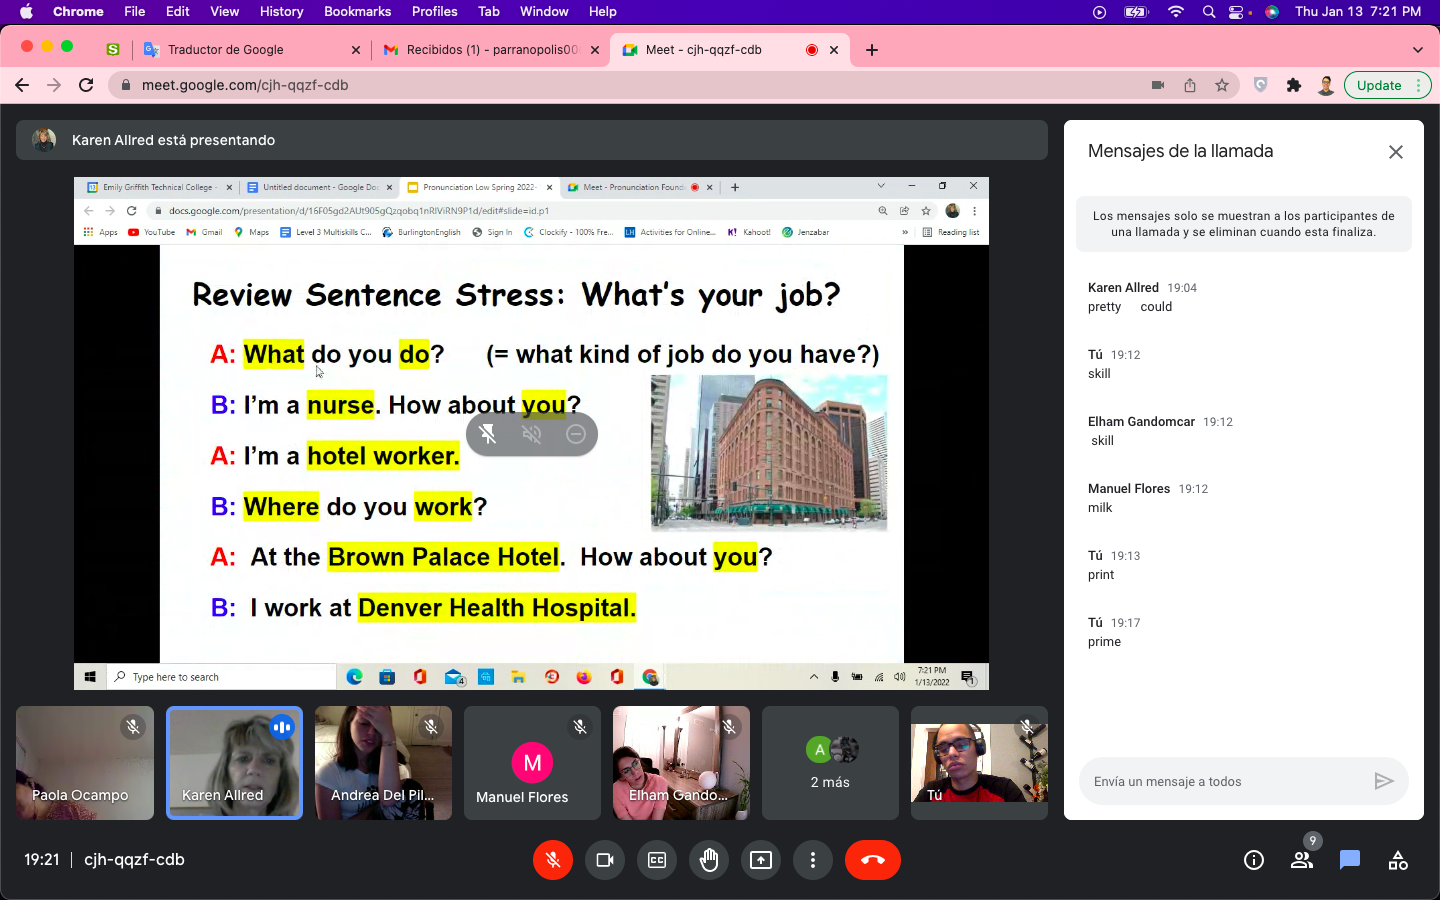 Chrome File Edit View History Bookmarks Profiles Tab Window Help Thu Jan 13 7:21 PM
S Traductor de Google Recibidos (1) - parranopolis00 Meet - cjh-qqzf-cdb
meet.google.com/cjh-qqzf-cdb Update
Karen Allred está presentando
Emily Griffith Technical College - Untitled document - Google Do Pronunciation Low Spring 2022- Meet - Pronunciation Found
docs.google.com/presentation/d/16F05gd2AUt905gQzqobq1nRIViRN9P1d/edit#slide=id.p1
Apps YouTube Gmail Maps Level 3 Multiskills C... BurlingtonEnglish Sign In Clockify - 100% Fre... LH Activities for Online... K! Kahoot! Jenzabar » Reading list
Review Sentence Stress: What's your job?
A: What do you do? (= what kind of job do you have?)
B: I'm a nurse. How about you?
A: I'm a hotel worker.
B: Where do you work?
A: At the Brown Palace Hotel. How about you?
B: I work at Denver Health Hospital.
Type here to search 4 7:21 PM
1/13/2022 1
Paola Ocampo
Karen Allred
Andrea Del Pil...
M
Manuel Flores
Elham Gando...
A
2 más
Tú
19:21 | cjh-qqzf-cdb
9
Mensajes de la llamada
Los mensajes solo se muestran a los participantes de
una llamada y se eliminan cuando esta finaliza.
Karen Allred 19:04
pretty could
Tú 19:12
skill
Elham Gandomcar 19:12
skill
Manuel Flores 19:12
milk
Tú 19:13
print
Tú 19:17
prime
Envía un mensaje a todos